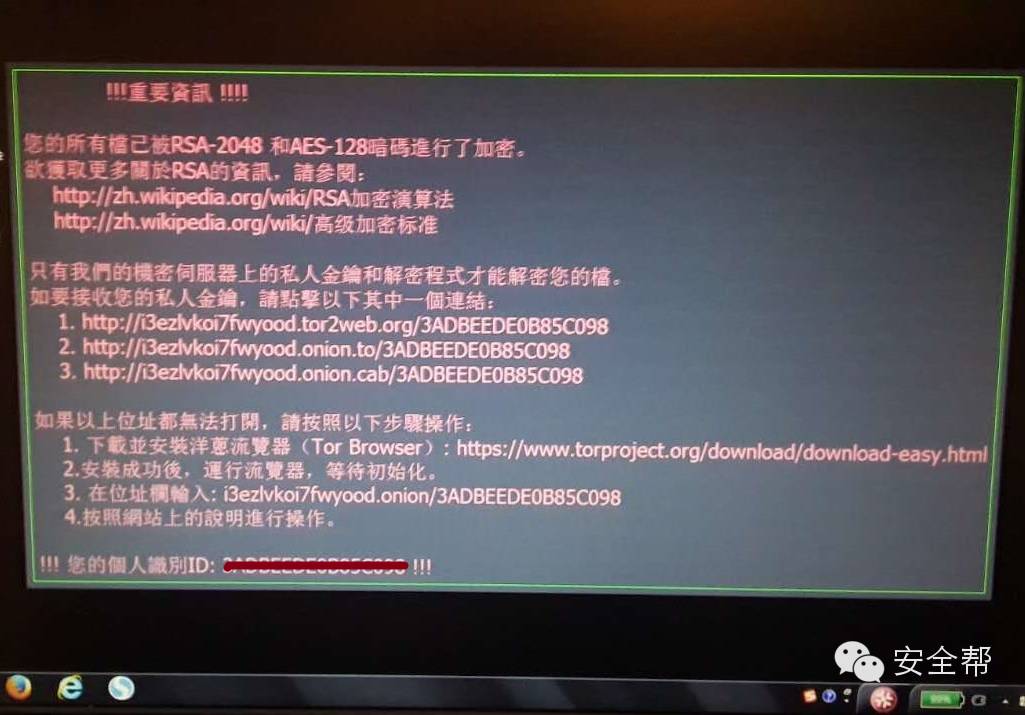 !!!重要資訊 !!!!
您的所有檔已被RSA-2048 和AES-128暗碼進行了加密。
欲獲取更多關於RSA的資訊，請參閱：
http://zh.wikipedia.org/wiki/RSA加密演算法
http://zh.wikipedia.org/wiki/高级加密标准
只有我們的機密伺服器上的私人金鑰和解密程式才能解密您的檔。
如要接收您的私人金鑰，請點擊以下其中一個連結：
1. http://i3ezlvkoi7fwyood.tor2web.org/3ADBEEDE0B85C098
2. http://i3ezlvkoi7fwyood.onion.to/3ADBEEDE0B85C098
3. http://i3ezlvkoi7fwyood.onion.cab/3ADBEEDE0B85C098
如果以上位址都無法打開，請按照以下步驟操作：
1. 下載並安裝洋蔥流覽器（Tor Browser）: https://www.torproject.org/download/download-easy.html
2.安裝成功後，運行流覽器，等待初始化。
3. 在位址欄輸入: i3ezlvkoi7fwyood.onion/3ADBEEDE0B85C098
4.按照網站上的說明進行操作。
!!! 您的個人識別ID: !!!
安全帮